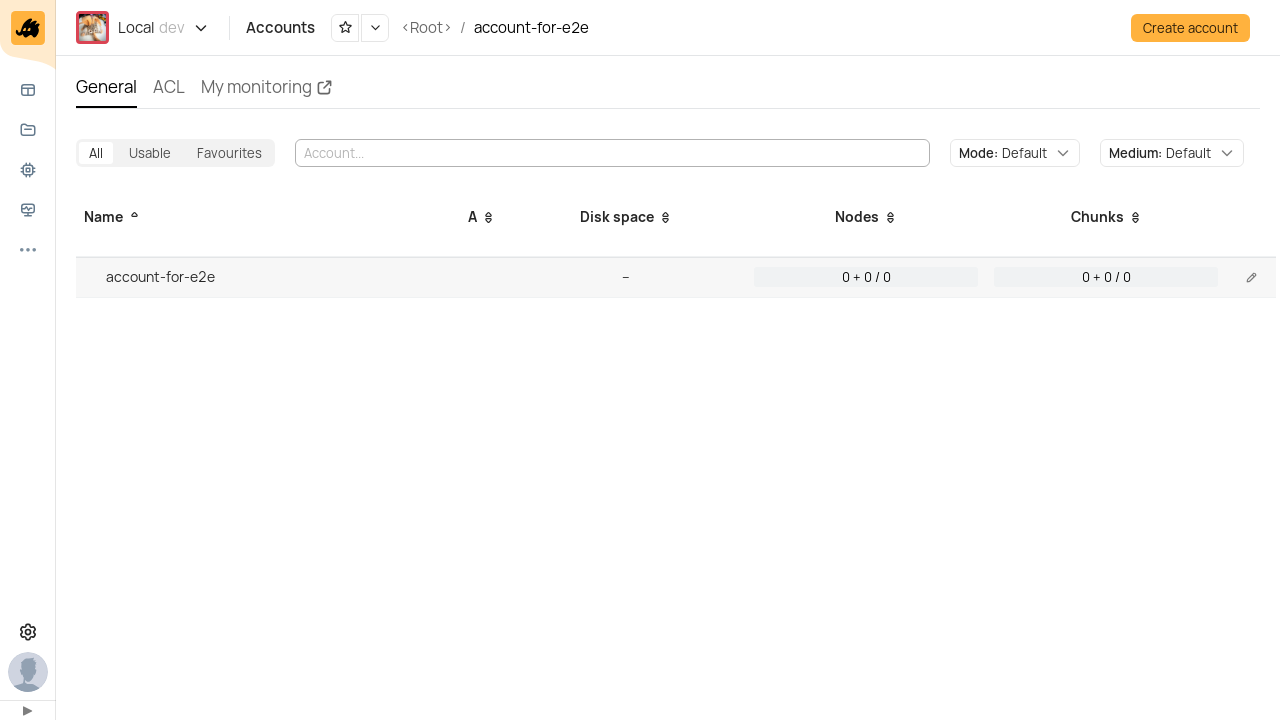 Local dev
Accounts
<Root> / account-for-e2e
Create account
General
ACL
My monitoring
All
Usable
Favourites
Account...
Mode: Default
Medium: Default
Name
A
Disk space
Nodes
Chunks
account-for-e2e
–
0 + 0 / 0
0 + 0 / 0